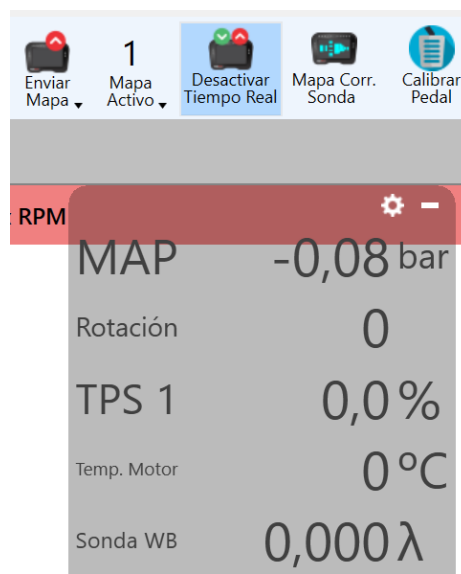 Enviar
Mapa
1
Mapa
Activo
Desactivar
Tiempo Real
Mapa Corr.
Sonda
Calibrar
Pedal
: RPM
MAP -0,08 bar
Rotación 0
TPS 1 0,0 %
Temp. Motor 0 ºC
Sonda WB 0,000 λ